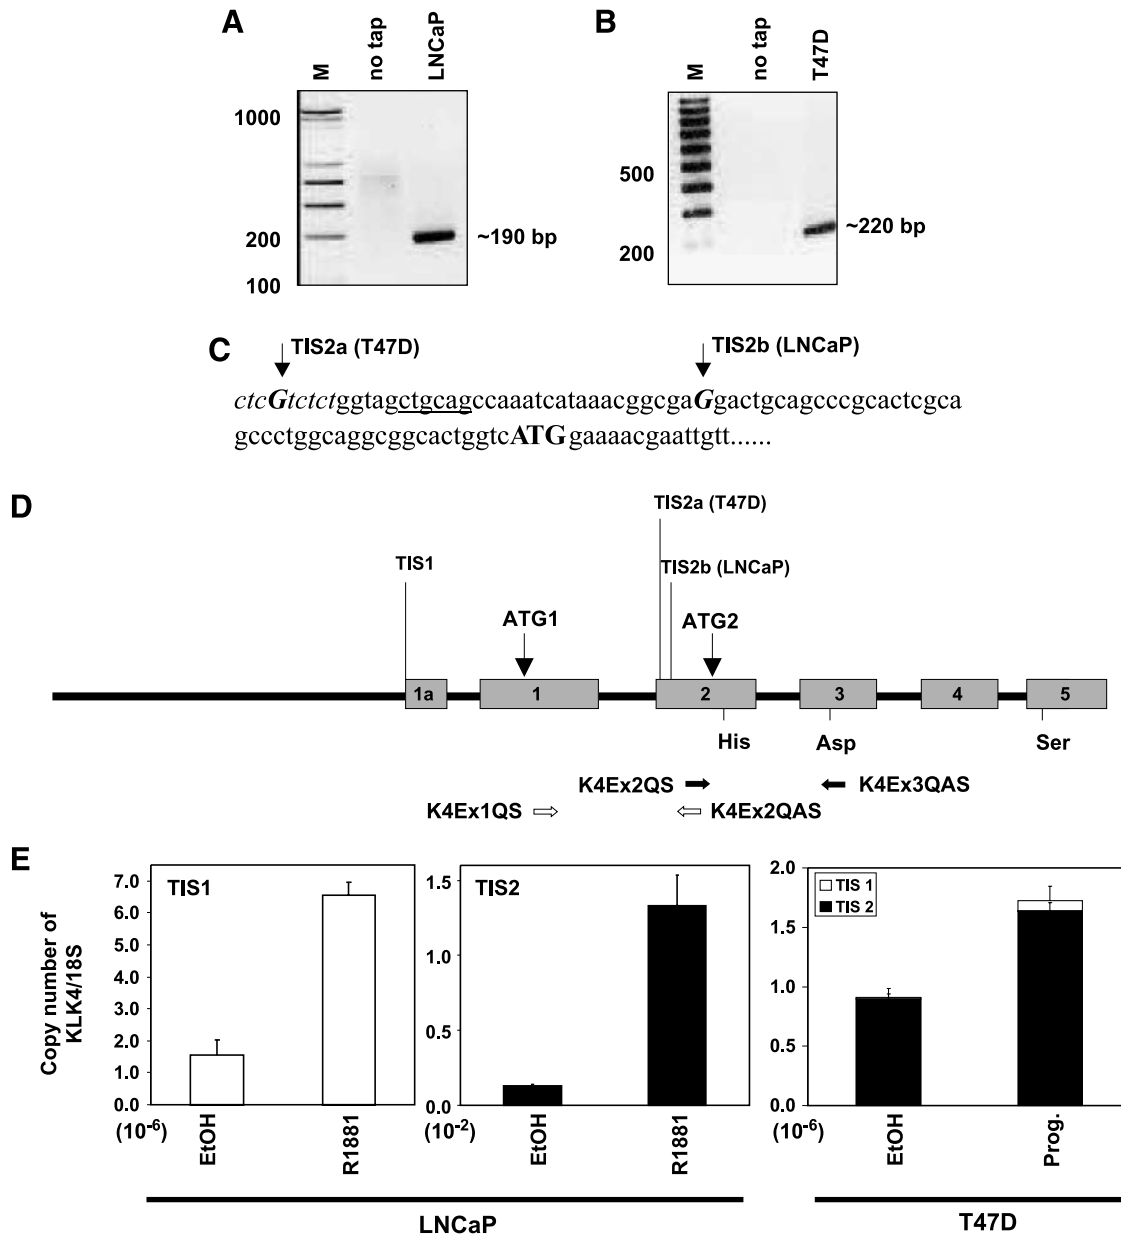 A
M
no tap
LNCaP
1000
200
100
~190 bp
B
M
no tap
T47D
500
200
~220 bp
C
TIS2a (T47D)
TIS2b (LNCaP)
ctcGtctctggtagctgcagccaaatcataaacggcgaGgactgcagcccgcactcgca
gccctggcaggcggcactggtcATGgaaaacgaattgtt......
D
TIS2a (T47D)
TIS1
TIS2b (LNCaP)
ATG1
ATG2
1a
1
2
3
4
5
His
Asp
Ser
K4Ex2QS
K4Ex3QAS
K4Ex1QS
K4Ex2QAS
E
Copy number of
KLK4/18S
TIS1
7.0
6.0
5.0
4.0
3.0
2.0
1.0
0.0
(10-6)
EtOH
R1881
TIS2
1.5
1.0
0.5
0.0
(10-2)
EtOH
R1881
LNCaP
2.0
1.5
1.0
0.5
0.0
(10-6)
TIS 1
TIS 2
EtOH
Prog.
T47D